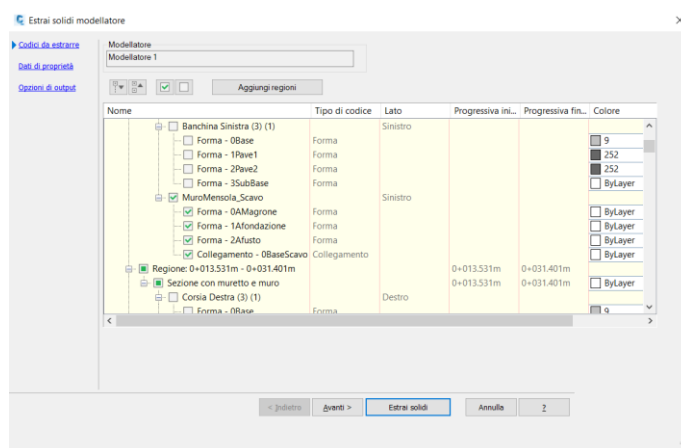 Estrai solidi modellatore
Codici da estrarre
Dati di proprietà
Opzioni di output
Modellatore
Modellatore 1
Aggiungi regioni
Nome Tipo di codice Lato Progressiva ini... Progressiva fin... Colore
Banchina Sinistra (3) (1) Sinistro
Forma - 0Base Forma 9
Forma - 1Pave1 Forma 252
Forma - 2Pave2 Forma 252
Forma - 3SubBase Forma ByLayer
MuroMensola_Scavo Sinistro
Forma - 0AMagrone Forma ByLayer
Forma - 1Afondazione Forma ByLayer
Forma - 2Afusto Forma ByLayer
Collegamento - 0BaseScavo Collegamento ByLayer
Regione: 0+013.531m - 0+031.401m 0+013.531m 0+031.401m
Sezione con muretto e muro 0+013.531m 0+031.401m ByLayer
Corsia Destra (3) (1) Destro
Forma - 0Base Forma 9
< Indietro Avanti > Estrai solidi Annulla ?